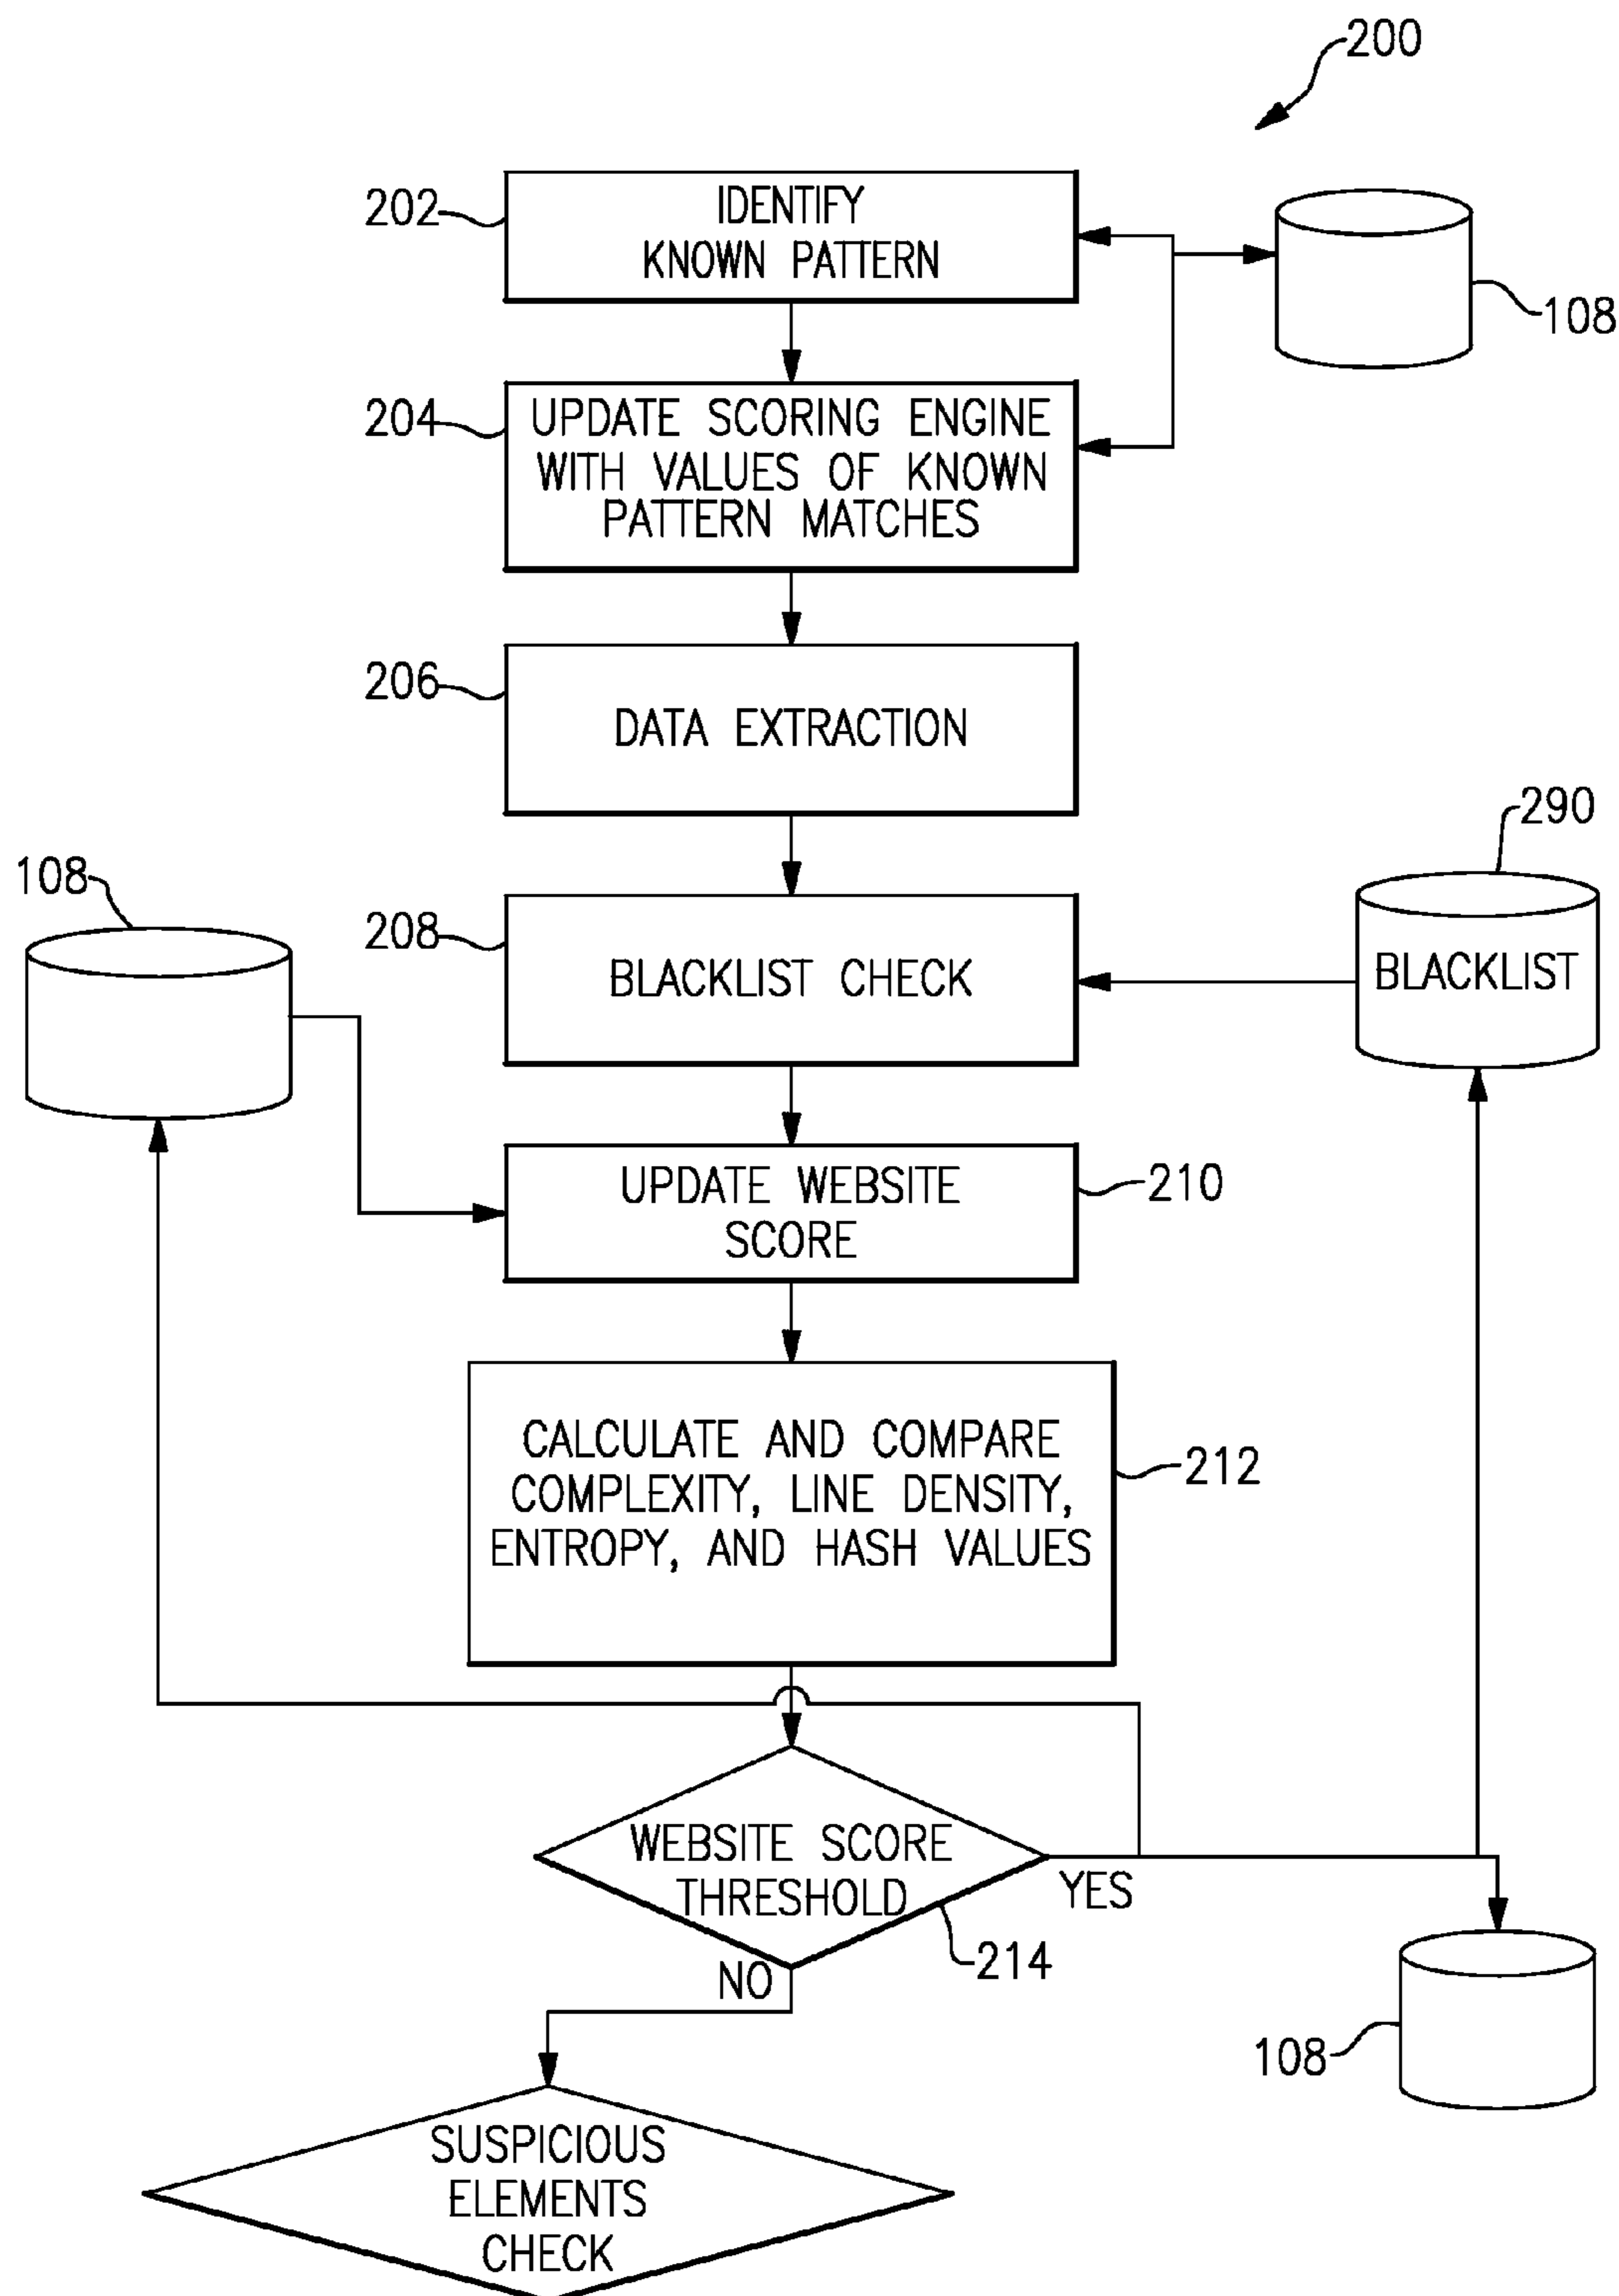 200
202
IDENTIFY
KNOWN PATTERN
108
204
UPDATE SCORING ENGINE
WITH VALUES OF KNOWN
PATTERN MATCHES
206
DATA EXTRACTION
290
108
208
BLACKLIST CHECK
BLACKLIST
UPDATE WEBSITE
SCORE
210
CALCULATE AND COMPARE
COMPLEXITY, LINE DENSITY,
ENTROPY, AND HASH VALUES
212
WEBSITE SCORE
THRESHOLD
YES
214
NO
108
SUSPICIOUS
ELEMENTS
CHECK